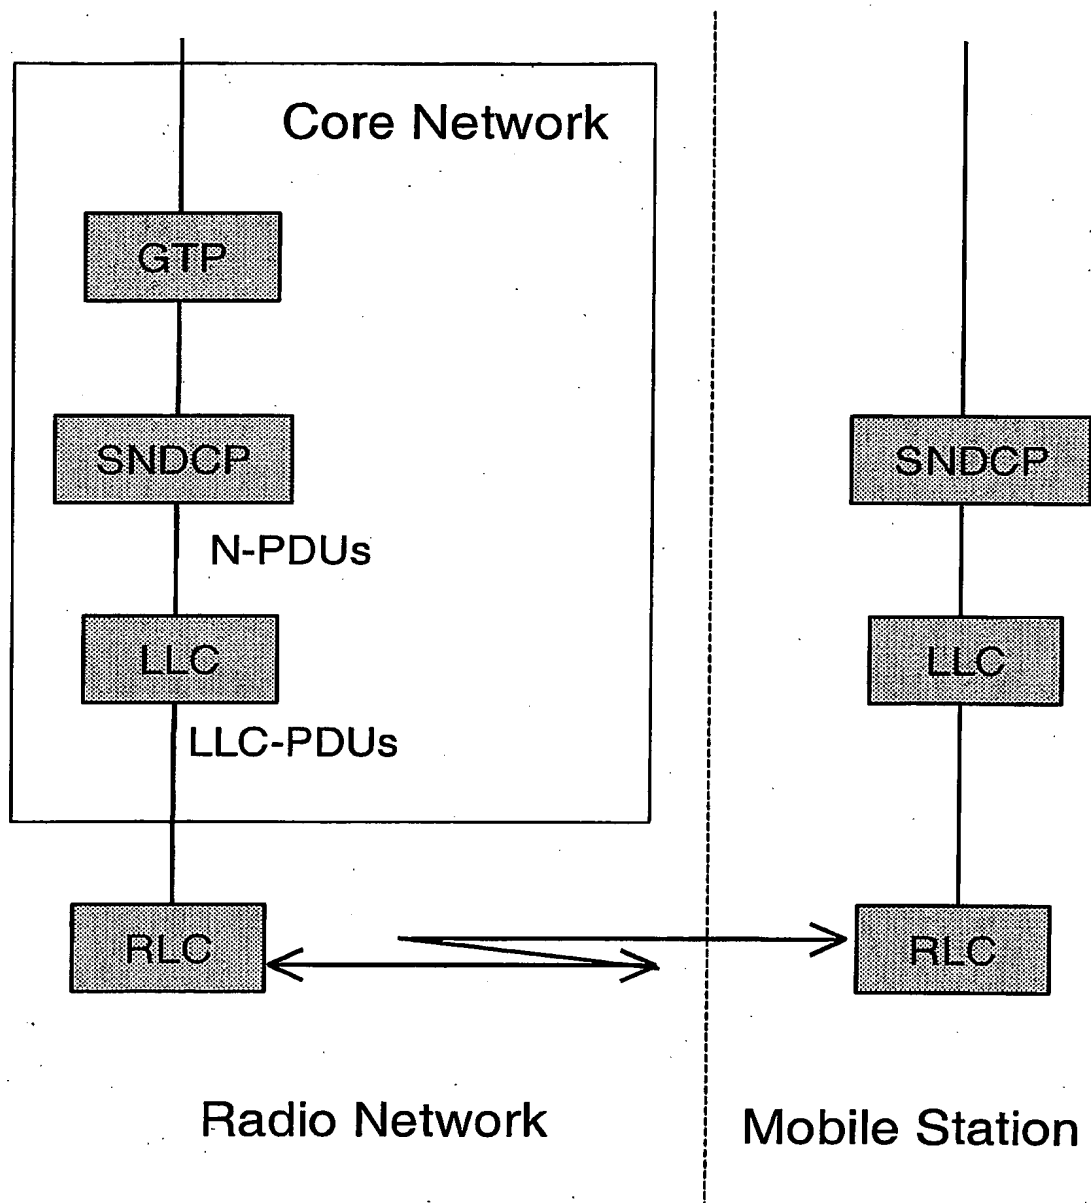 Core Network
GTP
SNDCP
N-PDUs
LLC
LLC-PDUs
RLC
Radio Network
SNDCP
LLC
RLC
Mobile Station